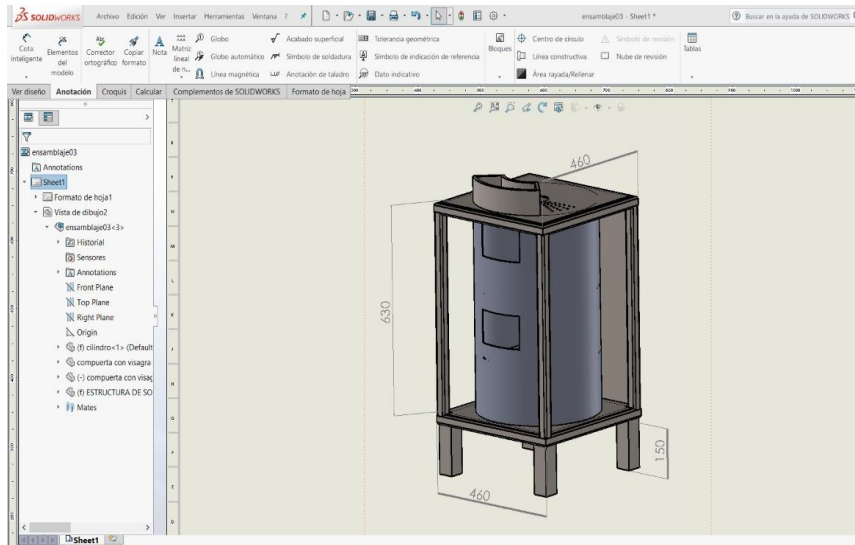 SOLIDWORKS Archivo Edición Ver Insertar Herramientas Ventana ? ensamblaje03 - Sheet1 * Buscar en la ayuda de SOLIDWORKS
Cota inteligente
Elementos del modelo
Corrector ortográfico
Copiar formato
Nota
Matriz lineal de n...
Globo
Globo automático
Línea magnética
Acabado superficial
Símbolo de soldadura
Anotación de taladro
Tolerancia geométrica
Símbolo de indicación de referencia
Dato indicativo
Bloques
Centro de círculo
Línea constructiva
Área rayada/Rellenar
Símbolo de revisión
Nube de revisión
Tablas
Ver diseño Anotación Croquis Calcular Complementos de SOLIDWORKS Formato de hoja
ensamblaje03
Annotations
Sheet1
Formato de hoja1
Vista de dibujo2
ensamblaje03<3>
Historial
Sensores
Annotations
Front Plane
Top Plane
Right Plane
Origin
(f) cilindro<1> (Default
compuerta con visagra
(-) compuerta con visag
(f) ESTRUCTURA DE SO
Mates
460
630
150
460
Sheet1